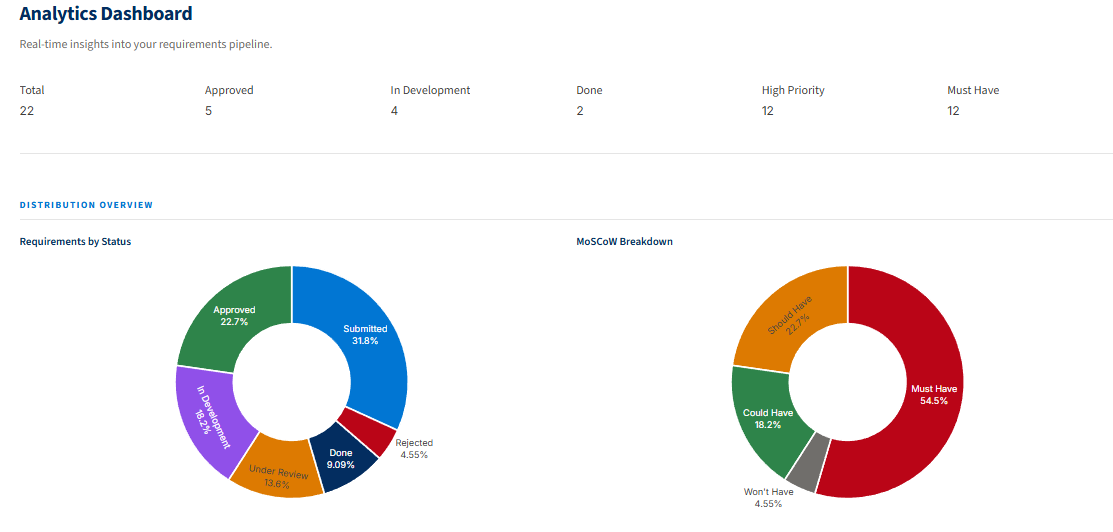 Analytics Dashboard
Real-time insights into your requirements pipeline.
Total
22
Approved
5
In Development
4
Done
2
High Priority
12
Must Have
12
DISTRIBUTION OVERVIEW
Requirements by Status
Approved
22.7%
Submitted
31.8%
In Development
18.2%
Rejected
4.55%
Done
9.09%
Under Review
13.6%
MoSCoW Breakdown
Should Have
22.7%
Must Have
54.5%
Could Have
18.2%
Won't Have
4.55%